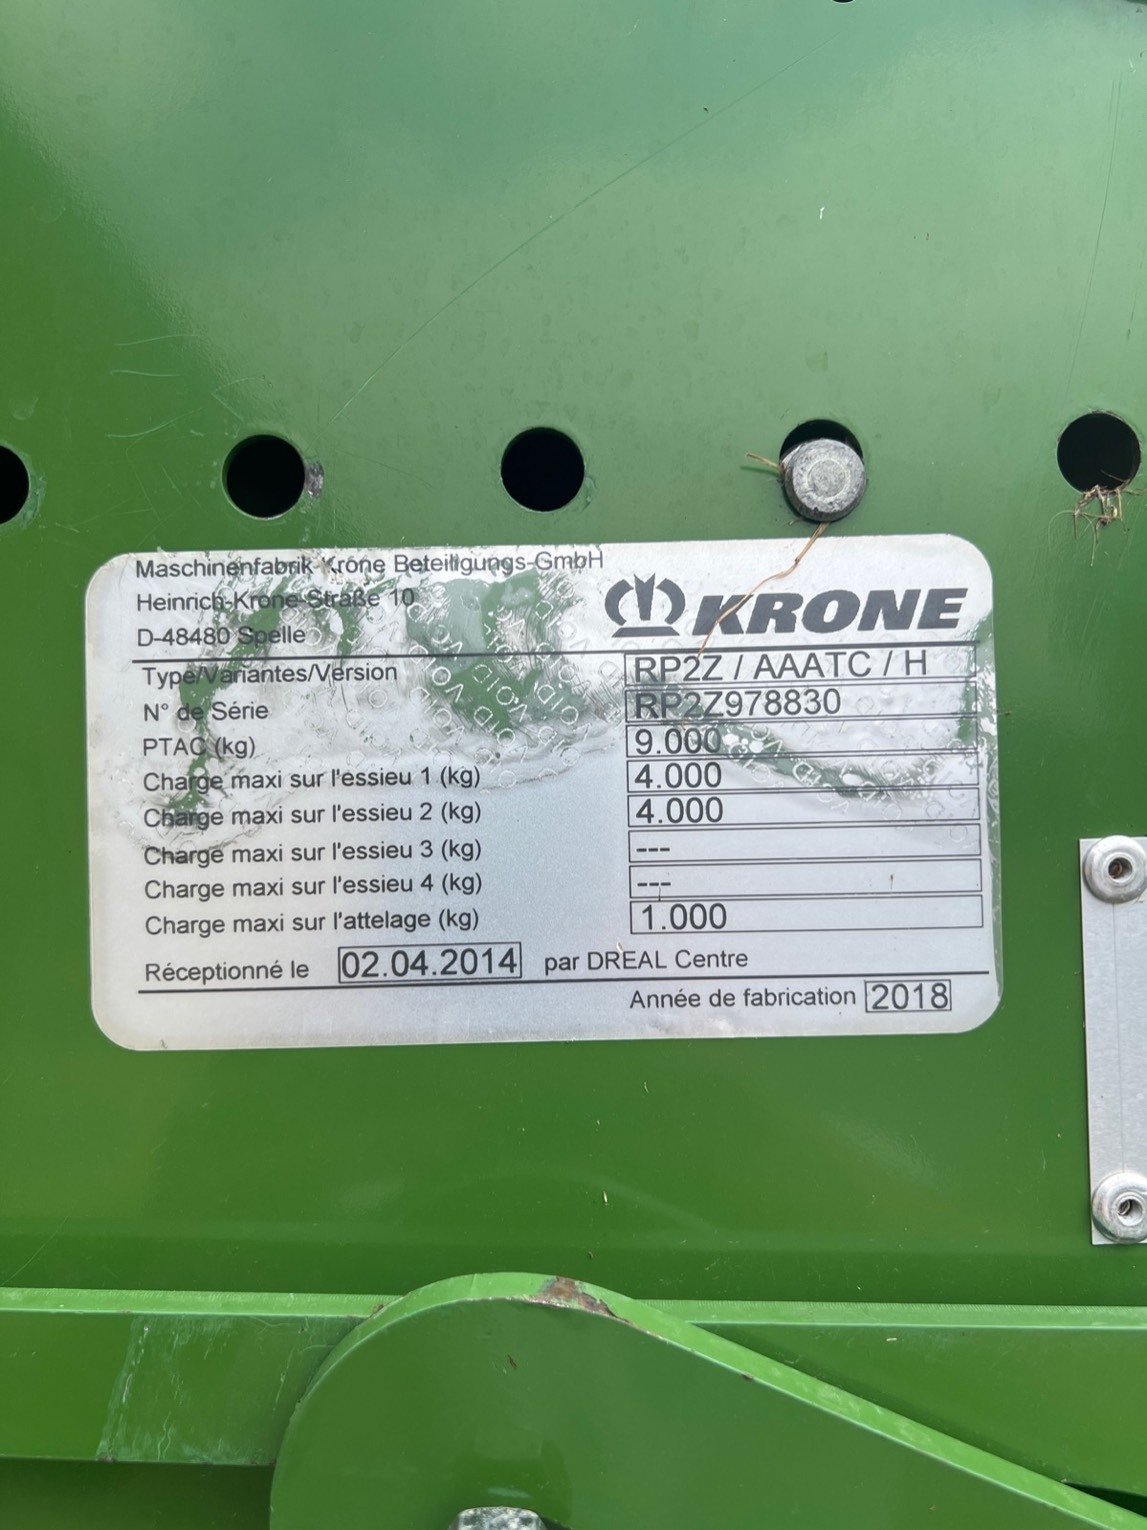 Maschinenfabrik Krone Beteiligungs-GmbH
Heinrich-Krone-Straße 10
D-48480 Spelle
KRONE
Type/Variantes/Version RP2Z / AAATC / H
N° de Série RP2Z978830
PTAC (kg) 9.000
Charge maxi sur l'essieu 1 (kg) 4.000
Charge maxi sur l'essieu 2 (kg) 4.000
Charge maxi sur l'essieu 3 (kg) ---
Charge maxi sur l'essieu 4 (kg) ---
Charge maxi sur l'attelage (kg) 1.000
Réceptionné le 02.04.2014 par DREAL Centre
Année de fabrication 2018